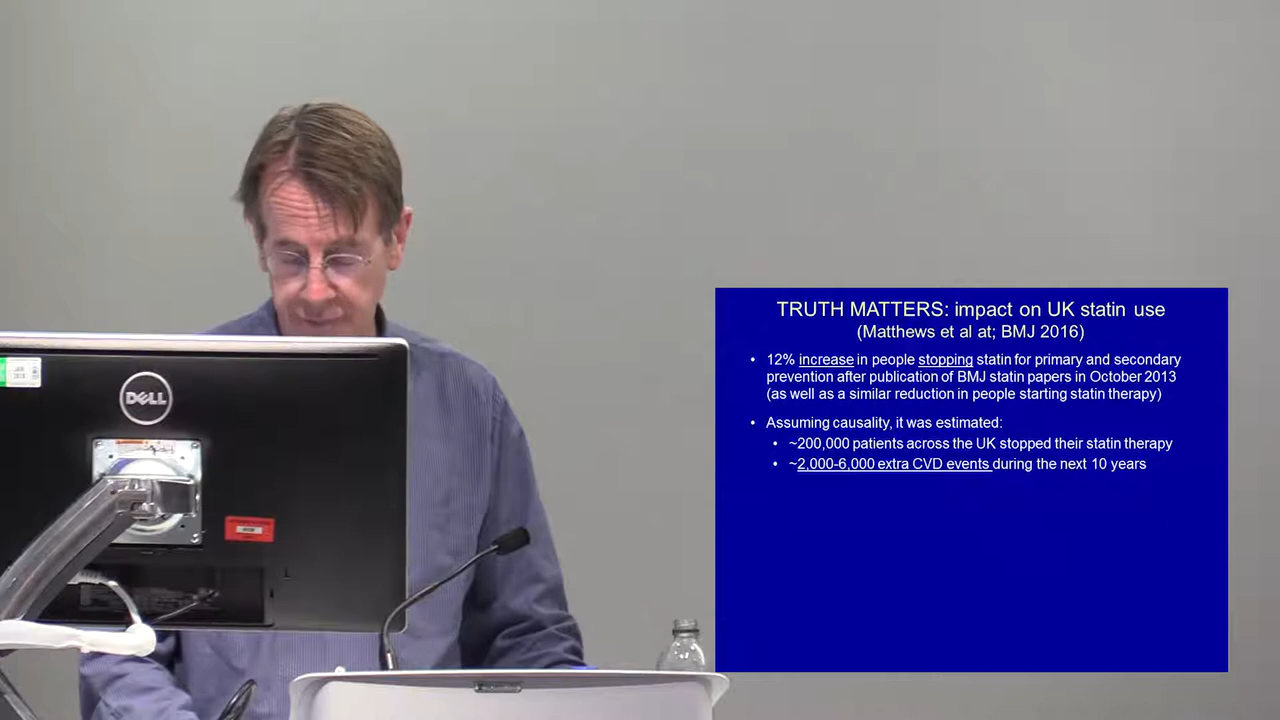 TRUTH MATTERS: impact on UK statin use
(Matthews et al at; BMJ 2016)
• 12% increase in people stopping statin for primary and secondary
prevention after publication of BMJ statin papers in October 2013
(as well as a similar reduction in people starting statin therapy)
• Assuming causality, it was estimated:
• ~200,000 patients across the UK stopped their statin therapy
• ~2,000-6,000 extra CVD events during the next 10 years
DELL